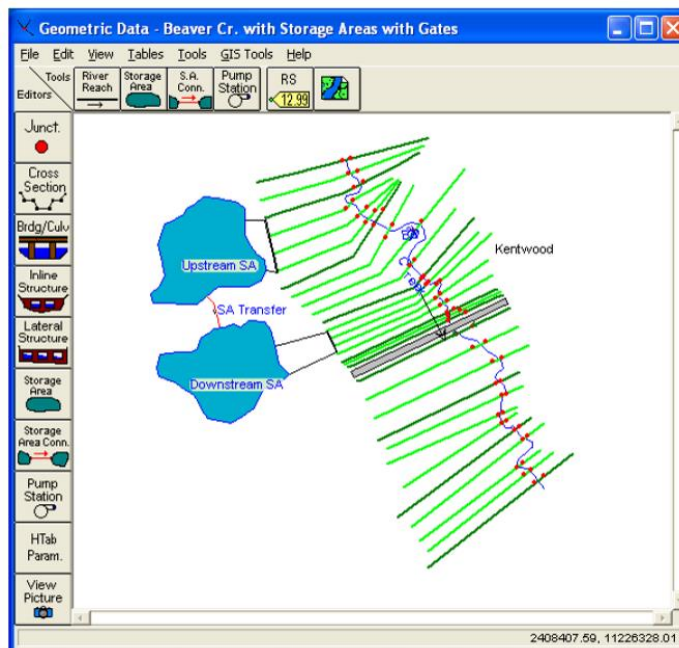 Geometric Data - Beaver Cr. with Storage Areas with Gates
File Edit View Tables Tools GIS Tools Help
Tools
Editors
River
Reach
Storage
Area
S.A.
Conn.
Pump
Station
RS
12.99
Junct.
Cross
Section
Brdg/Culv
Inline
Structure
Lateral
Structure
Storage
Area
Storage
Area Conn.
Pump
Station
HTab
Param.
View
Picture
Kentwood
Upstream SA
SA Transfer
Downstream SA
2408407.59, 11226328.01